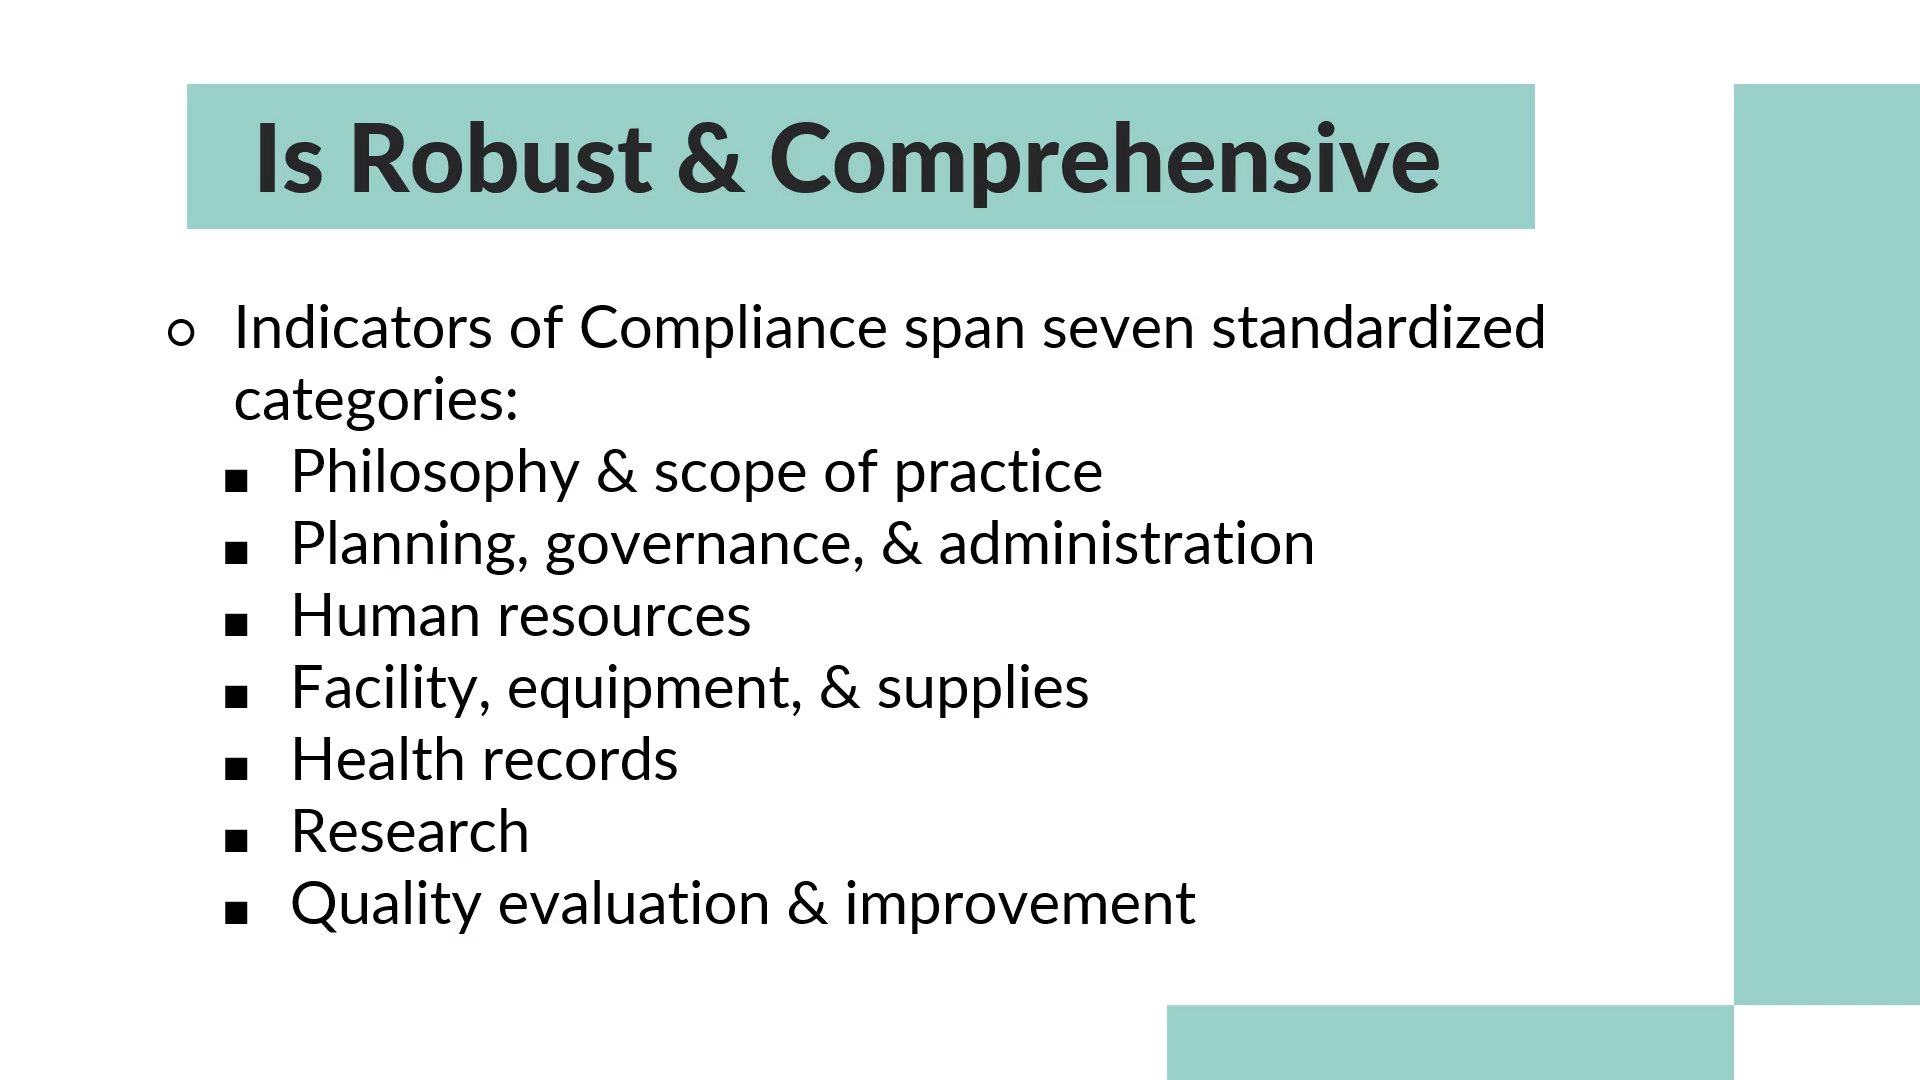 Is Robust & Comprehensive
○ Indicators of Compliance span seven standardized
categories:
■ Philosophy & scope of practice
■ Planning, governance, & administration
■ Human resources
■ Facility, equipment, & supplies
■ Health records
■ Research
■ Quality evaluation & improvement